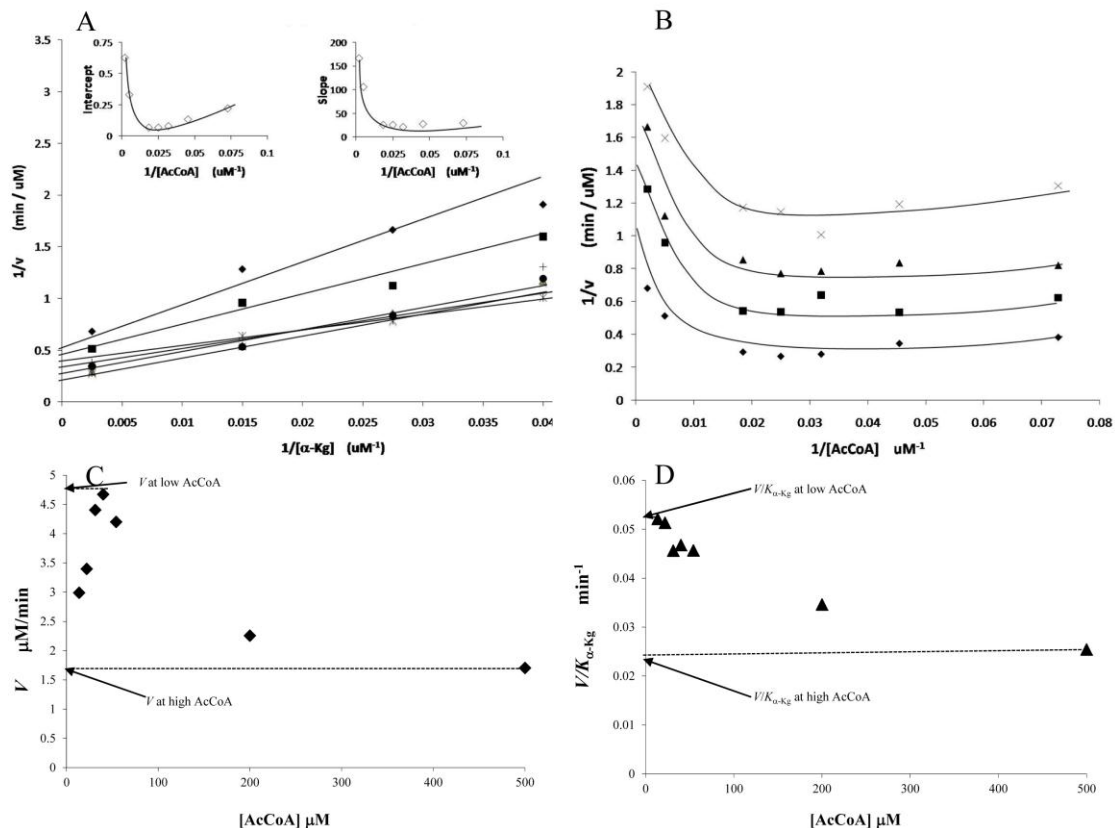 A
3.5
3
2.5
2
1.5
1
0.5
0
1/v (min / uM)
0.75
0.5
0.25
0
Intercept
0 0.025 0.05 0.075 0.1
1/[AcCoA] (uM⁻¹)
200
150
100
50
0
Slope
0 0.025 0.05 0.075 0.1
1/[AcCoA] (uM⁻¹)
0 0.005 0.01 0.015 0.02 0.025 0.03 0.035 0.04
1/[α-Kg] (uM⁻¹)
B
2
1.8
1.6
1.4
1.2
1
0.8
0.6
0.4
0.2
0
1/v (min / uM)
0 0.01 0.02 0.03 0.04 0.05 0.06 0.07 0.08
1/[AcCoA] uM⁻¹
C
5
4.5
4
3.5
3
2.5
2
1.5
1
0.5
0
V µM/min
V at low AcCoA
V at high AcCoA
0 100 200 300 400 500
[AcCoA] µM
D
0.06
0.05
0.04
0.03
0.02
0.01
0
V/Kα-Kg min⁻¹
V/Kα-Kg at low AcCoA
V/Kα-Kg at high AcCoA
0 100 200 300 400 500
[AcCoA] µM